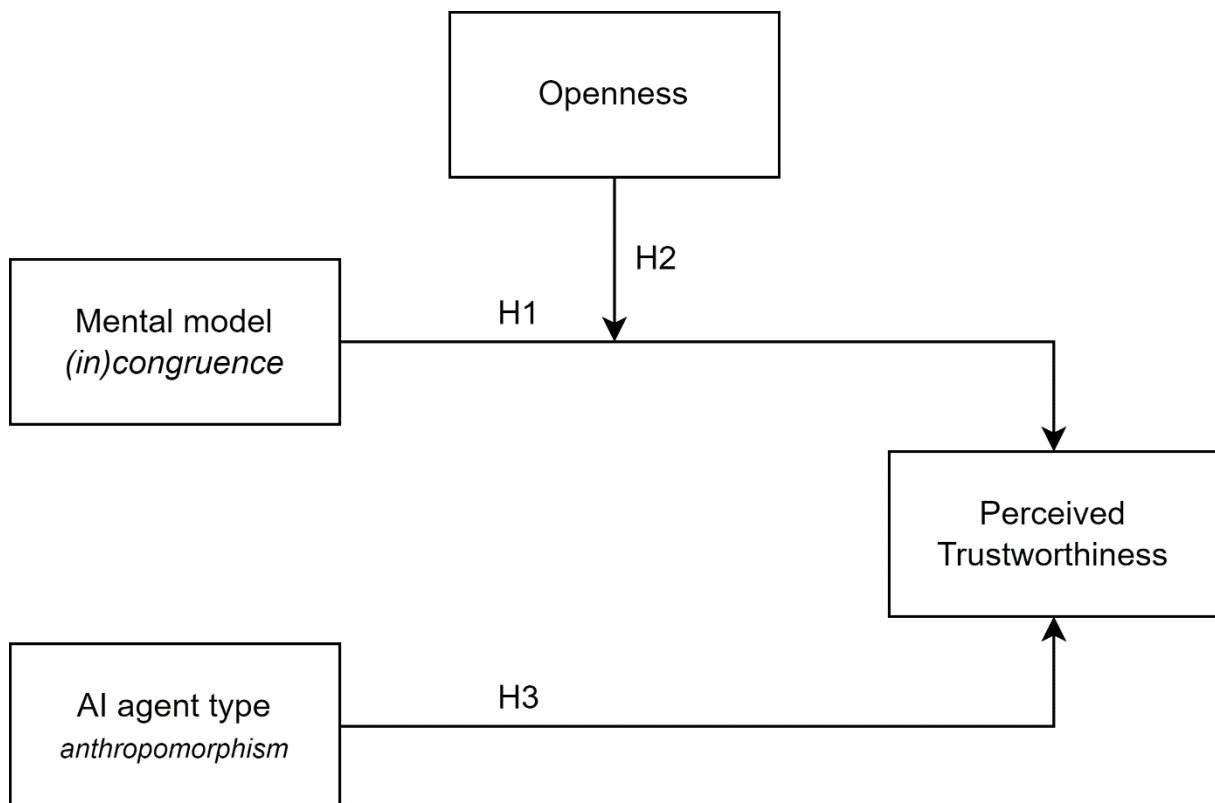 Openness
H2
H1
Mental model
(in)congruence
Perceived
Trustworthiness
AI agent type
anthropomorphism
H3